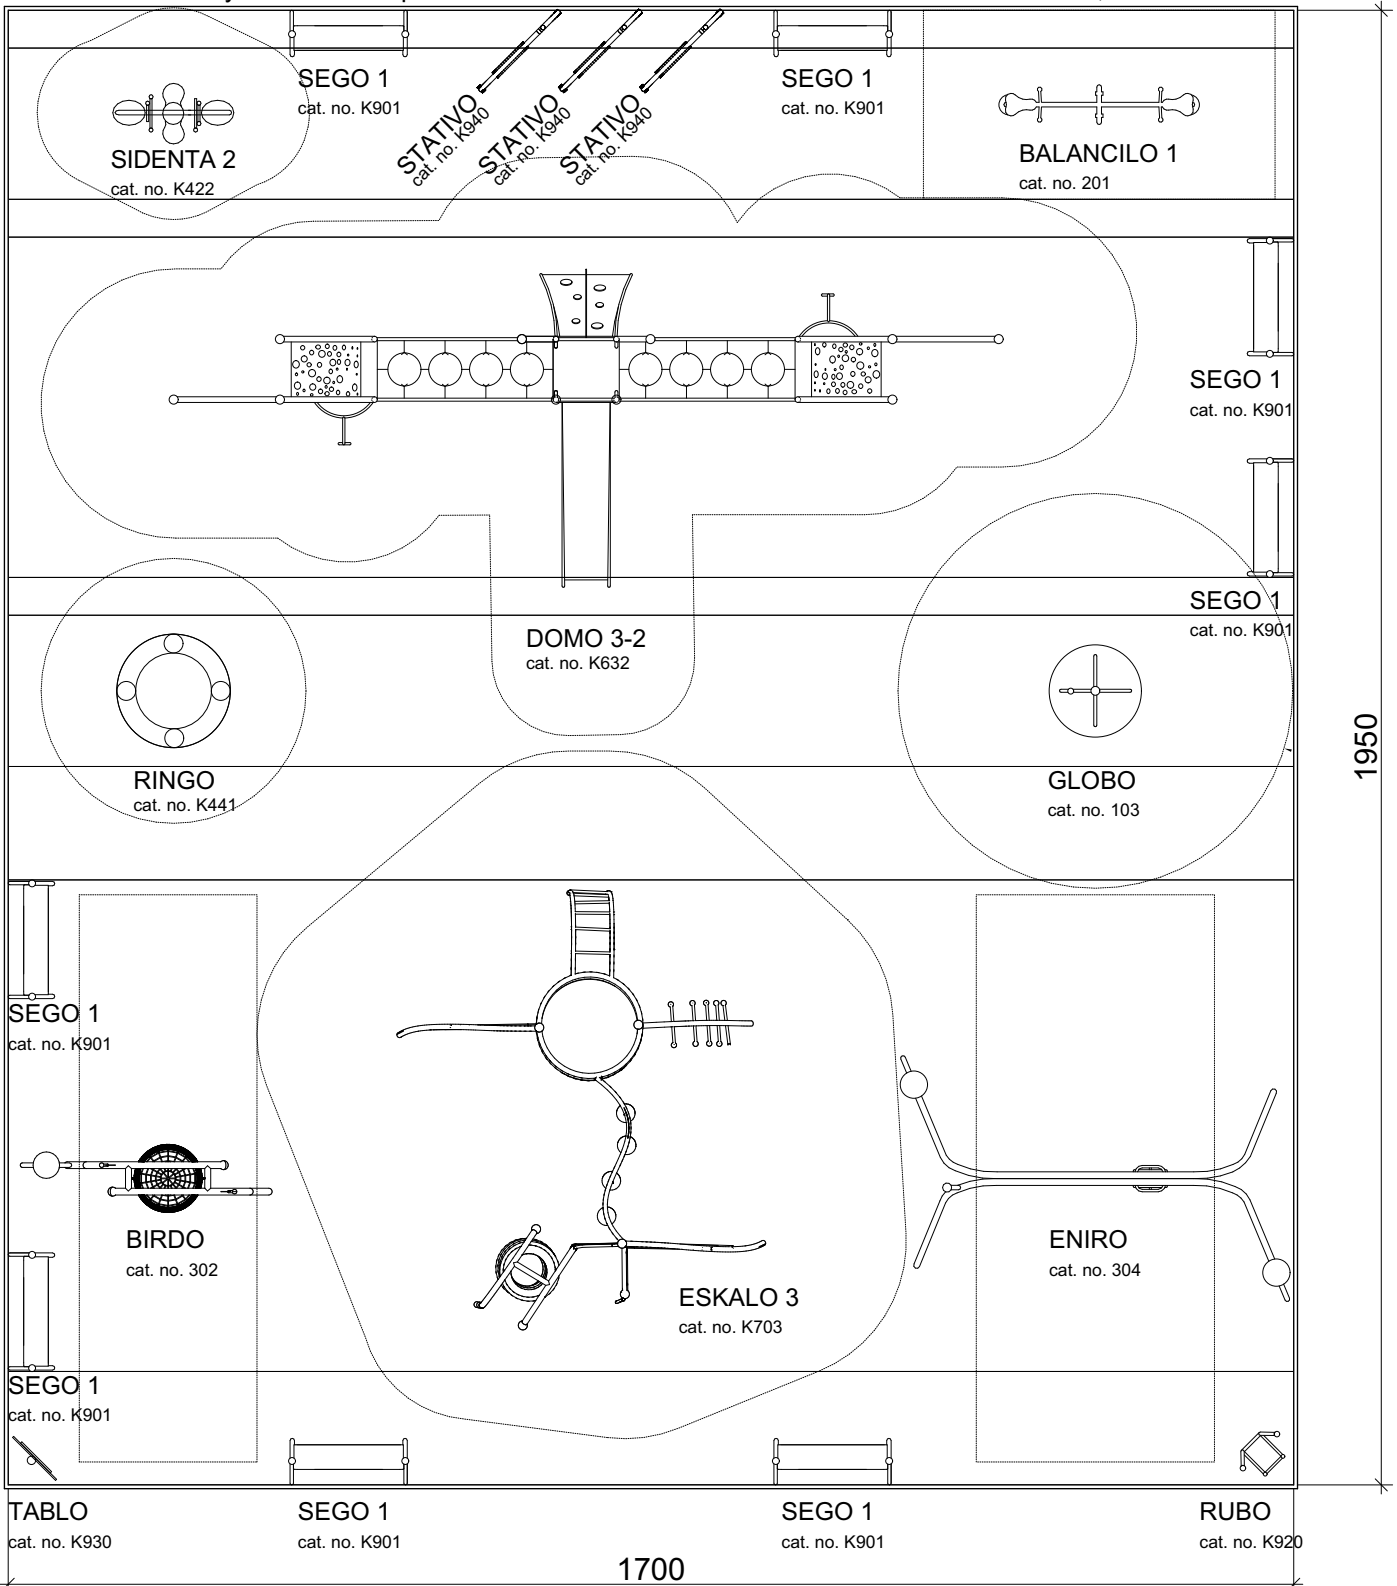 SEGO 1
cat. no. K901
STATIVO
cat. no. K940
STATIVO
cat. no. K940
STATIVO
cat. no. K940
SEGO 1
cat. no. K901
SIDENTA 2
cat. no. K422
BALANCILO 1
cat. no. 201
SEGO 1
cat. no. K901
SEGO 1
cat. no. K901
DOMO 3-2
cat. no. K632
RINGO
cat. no. K441
GLOBO
cat. no. 103
1950
SEGO 1
cat. no. K901
BIRDO
cat. no. 302
ENIRO
cat. no. 304
ESKALO 3
cat. no. K703
SEGO 1
cat. no. K901
TABLO
cat. no. K930
SEGO 1
cat. no. K901
SEGO 1
cat. no. K901
RUBO
cat. no. K920
1700